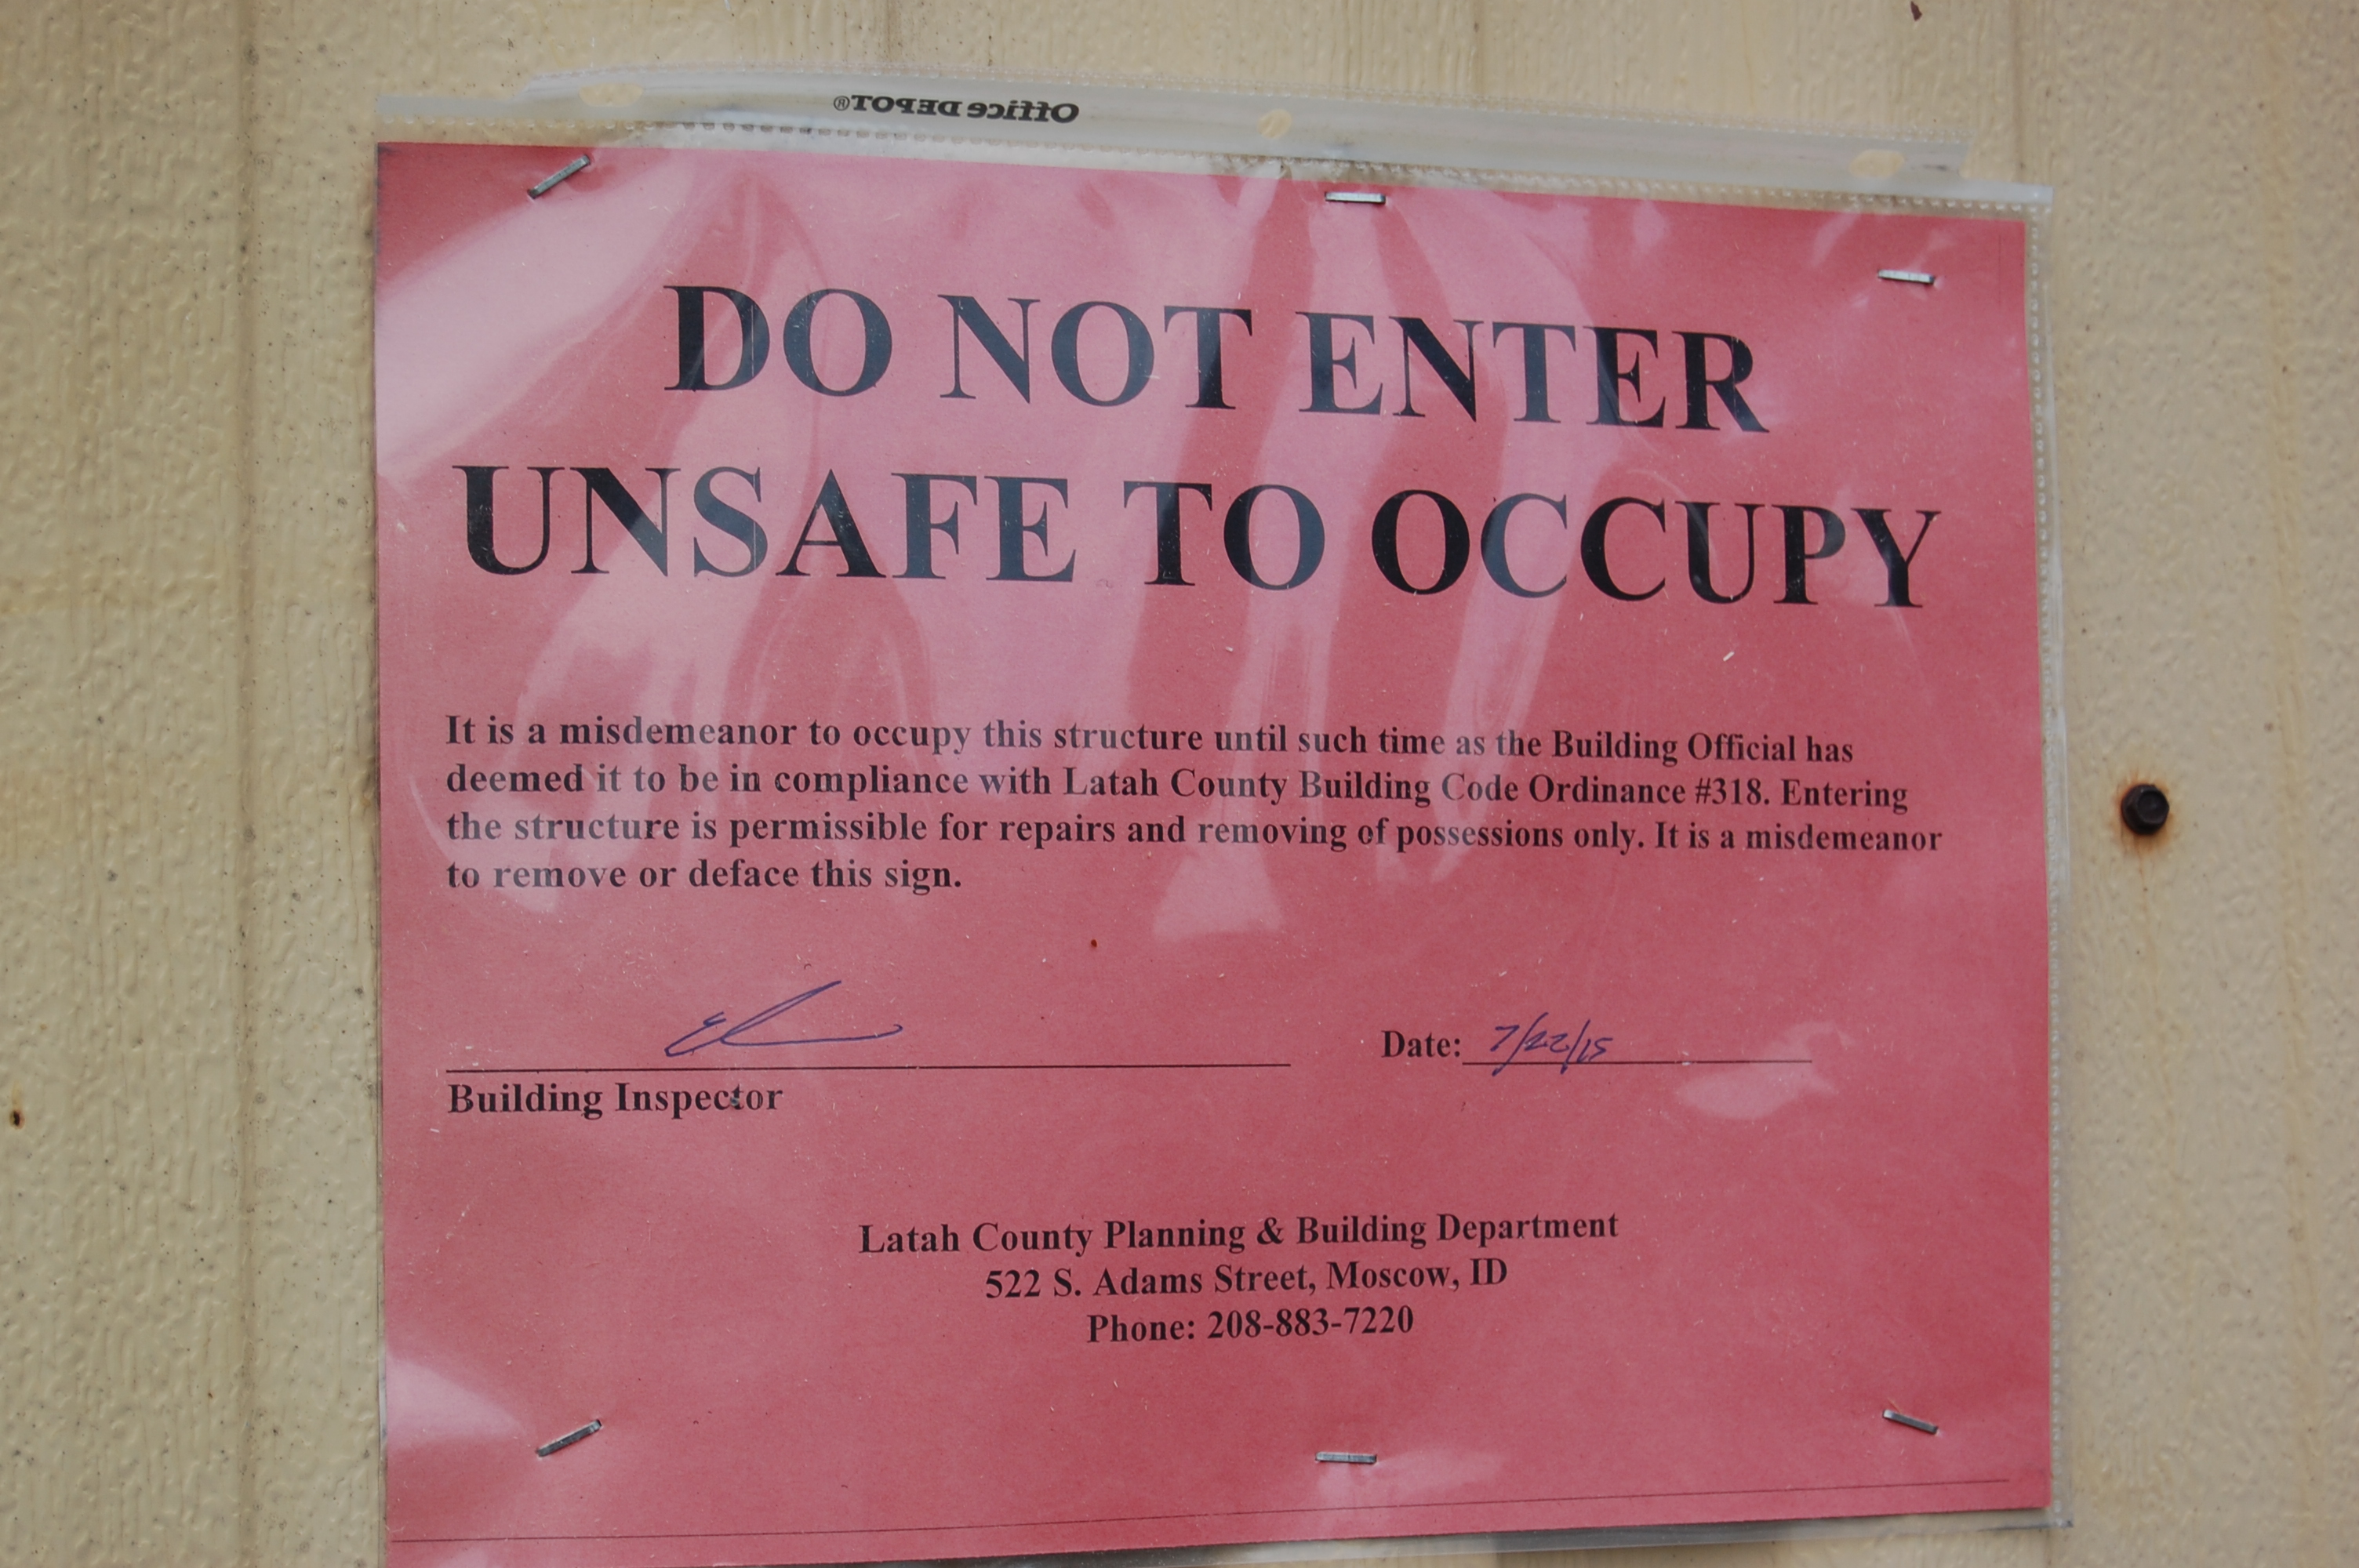 Office DEPOT®
DO NOT ENTER
UNSAFE TO OCCUPY
It is a misdemeanor to occupy this structure until such time as the Building Official has
deemed it to be in compliance with Latah County Building Code Ordinance #318. Entering
the structure is permissible for repairs and removing of possessions only. It is a misdemeanor
to remove or deface this sign.
Date: 7/22/15
Building Inspector
Latah County Planning & Building Department
522 S. Adams Street, Moscow, ID
Phone: 208-883-7220